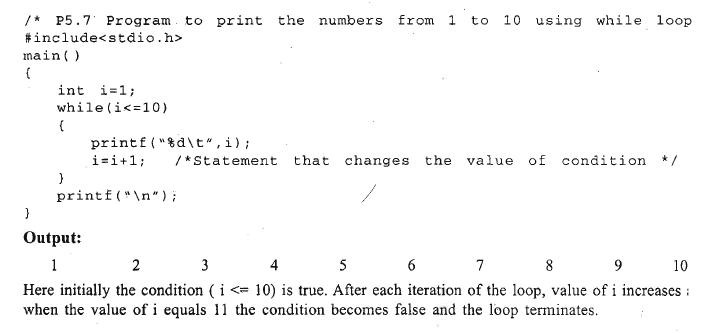 /* P5.7 Program to print the numbers from 1 to 10 using while loop
#include<stdio.h>
main()
{
int i=1;
while(i<=10)
{
printf("%d\t",i);
i=i+1; /*Statement that changes the value of condition */
}
printf("\n");
}
Output:
1 2 3 4 5 6 7 8 9 10
Here initially the condition ( i <= 10) is true. After each iteration of the loop, value of i increases ;
when the value of i equals 11 the condition becomes false and the loop terminates.